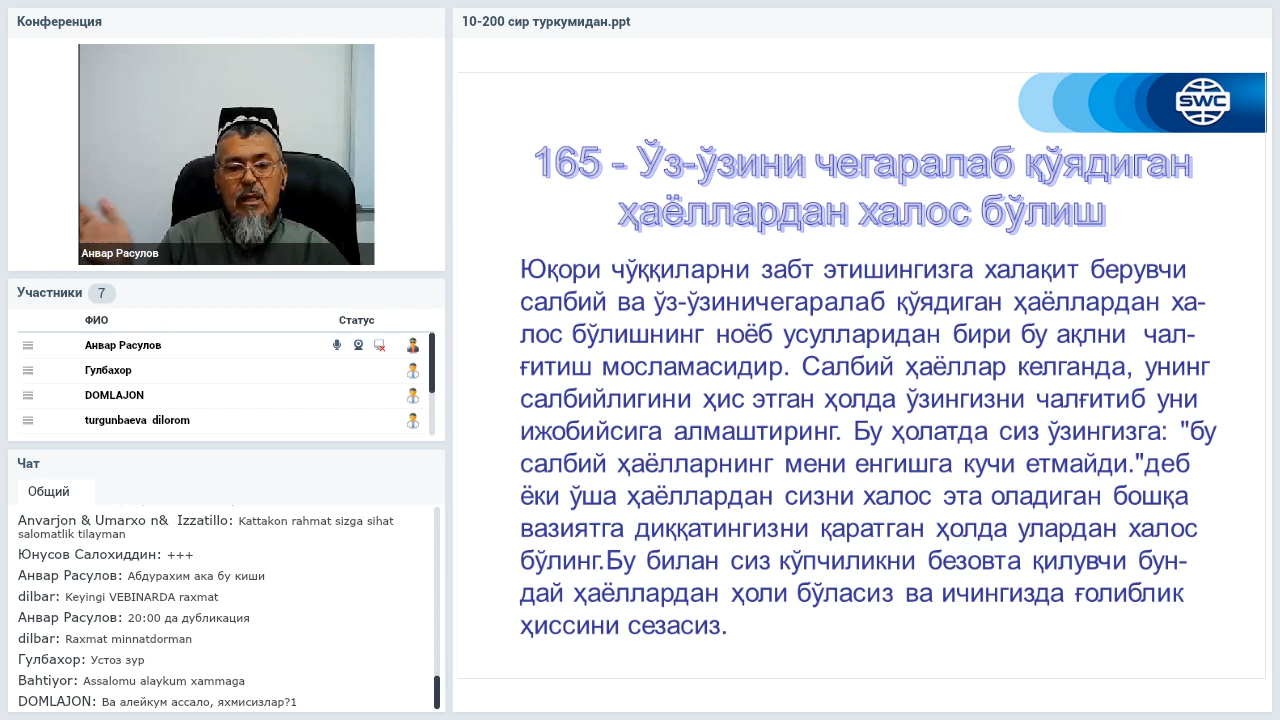 Конференция
Анвар Расулов
Участники 7
ФИО Статус
Анвар Расулов
Гулбахор
DOMLAJON
turgunbaeva dilorom
Чат
Общий
Anvarjon & Umarxo n& Izzatillo: Kattakon rahmat sizga sihat
salomatlik tilayman
Юнусов Салохиддин: +++
Анвар Расулов: Абдурахим ака бу киши
dilbar: Keyingi VEBINARDA raxmat
Анвар Расулов: 20:00 да дубликация
dilbar: Raxmat minnatdorman
Гулбахор: Устоз зур
Bahtiyor: Assalomu alaykum xammaga
DOMLAJON: Ва алейкум ассало, яхмисизлар?1
10-200 сир туркумидан.ppt
SWC
165 - Ўз-ўзини чегаралаб қўядиган
ҳаёллардан халос бўлиш
Юқори чўққиларни забт этишингизга халақит берувчи
салбий ва ўз-ўзиничегаралаб қўядиган ҳаёллардан ха-
лос бўлишнинг ноёб усулларидан бири бу ақлни чал-
ғитиш мосламасидир. Салбий ҳаёллар келганда, унинг
салбийлигини ҳис этган ҳолда ўзингизни чалғитиб уни
ижобийсига алмаштиринг. Бу ҳолатда сиз ўзингизга: "бу
салбий ҳаёлларнинг мени енгишга кучи етмайди."деб
ёки ўша ҳаёллардан сизни халос эта оладиган бошқа
вазиятга диққатингизни қаратган ҳолда улардан халос
бўлинг.Бу билан сиз кўпчиликни безовта қилувчи бун-
дай ҳаёллардан ҳоли бўласиз ва ичингизда ғолиблик
ҳиссини сезасиз.